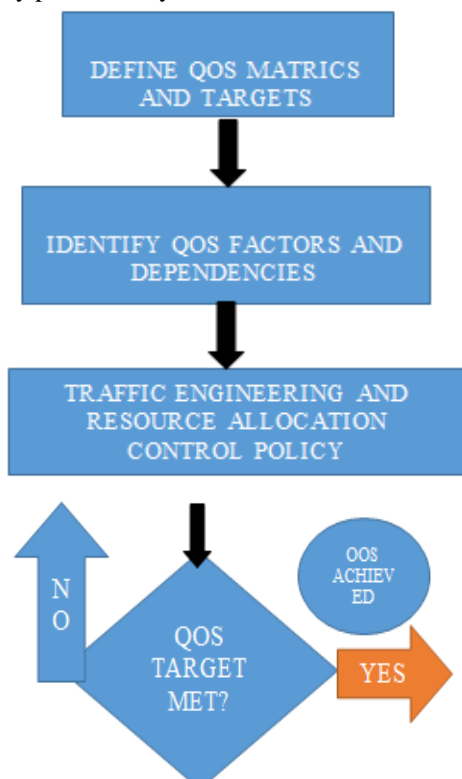 DEFINE QOS MATRICS
AND TARGETS
IDENTIFY QOS FACTORS AND
DEPENDENCIES
TRAFFIC ENGINEERING AND
RESOURCE ALLOCATION
CONTROL POLICY
N
O
QOS
TARGET
MET?
OOS
ACHIEV
ED
YES